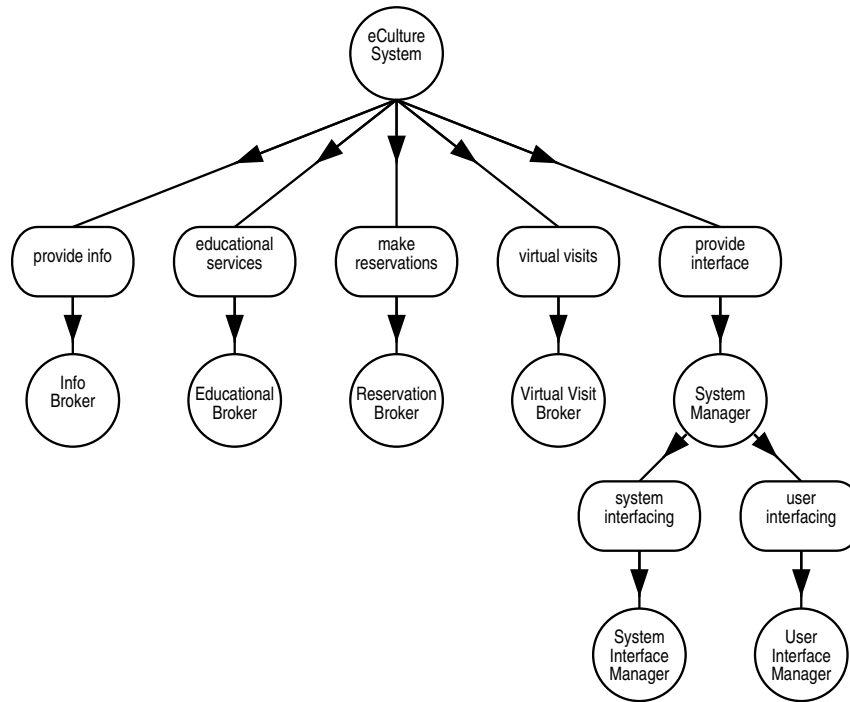 eCulture
System
provide info
educational
services
make
reservations
virtual visits
provide
interface
Info
Broker
Educational
Broker
Reservation
Broker
Virtual Visit
Broker
System
Manager
system
interfacing
user
interfacing
System
Interface
Manager
User
Interface
Manager